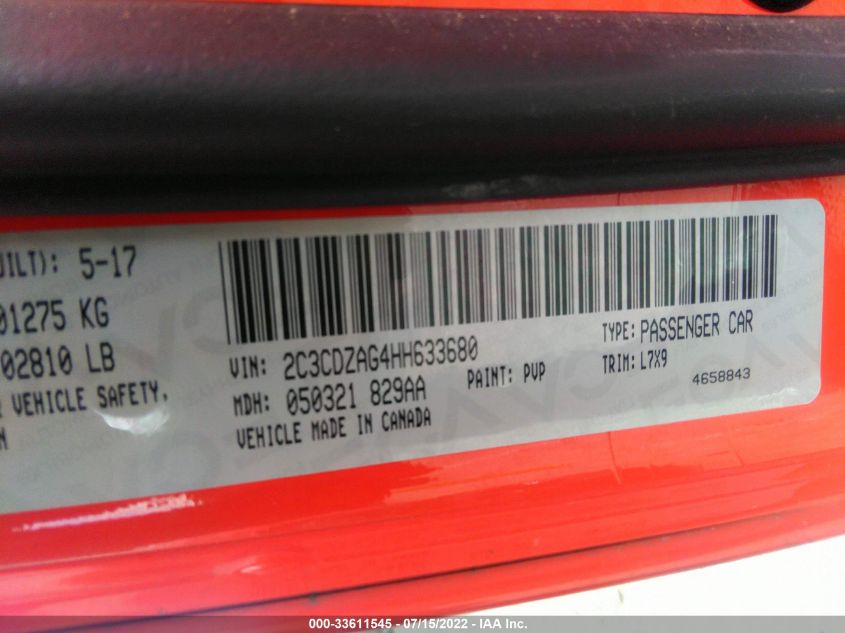 UILT): 5-17
01275 KG
02810 LB
VEHICLE SAFETY,
N
VIN: 2C3CDZAG4HH633680
TYPE: PASSENGER CAR
MDH: 050321 829AA
PAINT: PVP
TRIM: L7X9
VEHICLE MADE IN CANADA
4658843
000-33611545 - 07/15/2022 - IAA Inc.